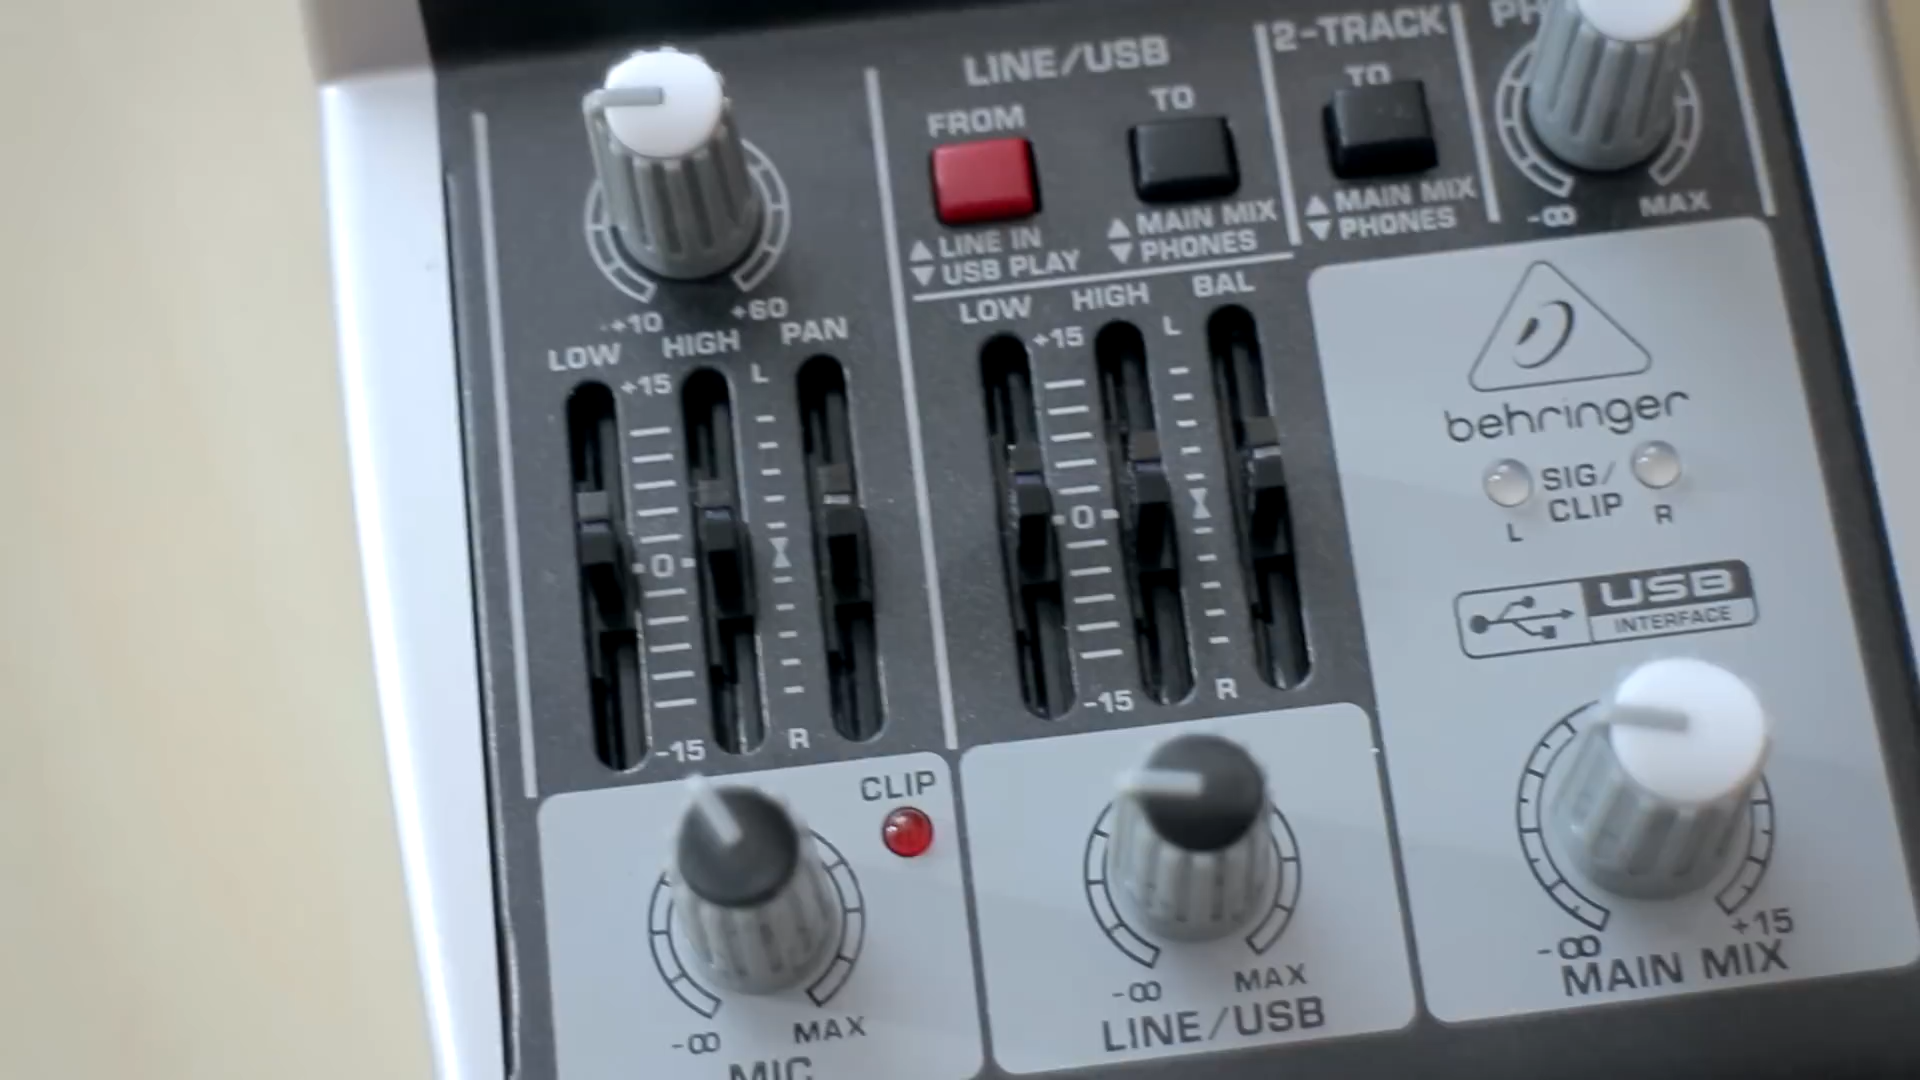 LINE/USB
FROM
TO
LINE IN
USB PLAY
MAIN MIX
PHONES
2-TRACK
TO
MAIN MIX
PHONES
PH
-∞
MAX
+10
+60
LOW
HIGH
PAN
+15
L
0
-15
R
LOW
HIGH
BAL
+15
L
0
-15
R
behringer
SIG/
CLIP
L
R
USB
INTERFACE
CLIP
-∞
MAX
MIC
-∞
MAX
LINE/USB
-∞
+15
MAIN MIX